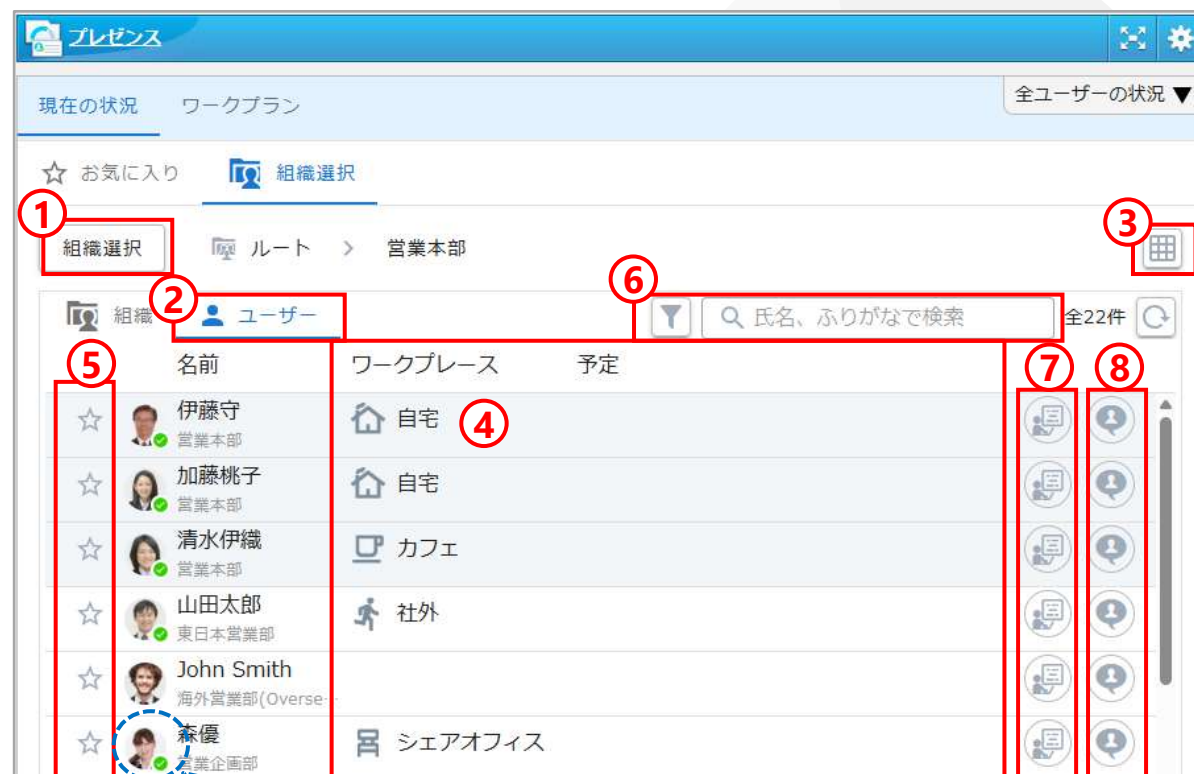 プレゼンス
現在の状況 ワークプラン 全ユーザーの状況 ▼
お気に入り 組織選択
①
組織選択 ルート > 営業本部 ③
② ⑥
組織 ユーザー 氏名、ふりがなで検索 全22件
⑤ 名前 ワークプレース 予定 ⑦ ⑧
伊藤守 自宅 ④
営業本部
加藤桃子 自宅
営業本部
清水伊織 カフェ
営業本部
山田太郎 社外
東日本営業部
John Smith
海外営業部(Overse…
森優 シェアオフィス
営業企画部